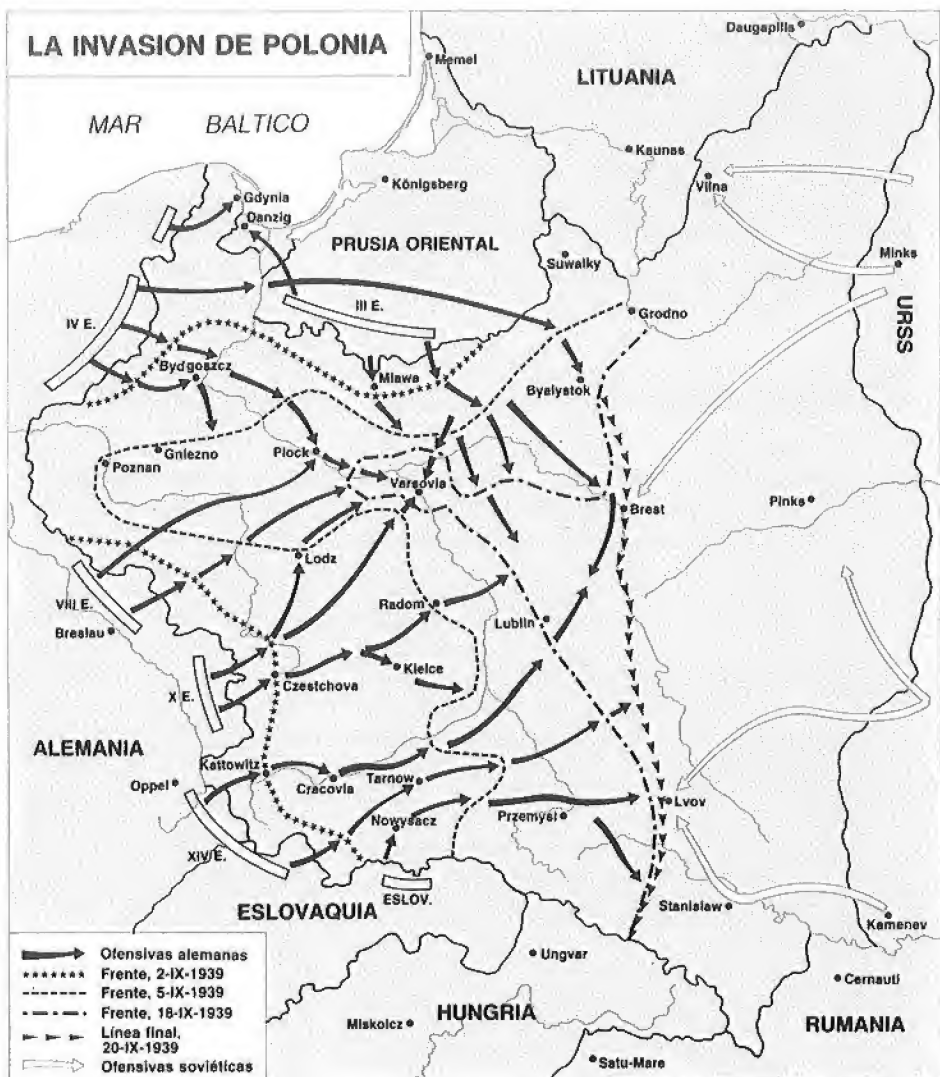 LA INVASION DE POLONIA
Daugapills
Memel
LITUANIA
MAR BALTICO
Kaunas
Vilna
Königsberg
Gdynia
Danzig
PRUSIA ORIENTAL
Suwalky
Minks
URSS
III E.
Grodno
IV E.
Bydgoszcz
Mlawa
Byalystok
Gniezno
Plock
Poznan
Varsovia
Brest
Pinks
Lodz
VIII E.
Radom
Breslau
Lublin
Kielce
X E.
Czestchova
ALEMANIA
Kattowitz
Oppel
Cracovia
Tarnow
Lvov
Nowysacz
Przemysl
XIV E.
ESLOV.
Stanislaw
ESLOVAQUIA
Kamenev
Ofensivas alemanas
Frente, 2-IX-1939
Frente, 5-IX-1939
Frente, 18-IX-1939
Línea final,
20-IX-1939
Ofensivas soviéticas
Ungvar
Cernauti
HUNGRIA
RUMANIA
Miskolcz
Satu-Mare